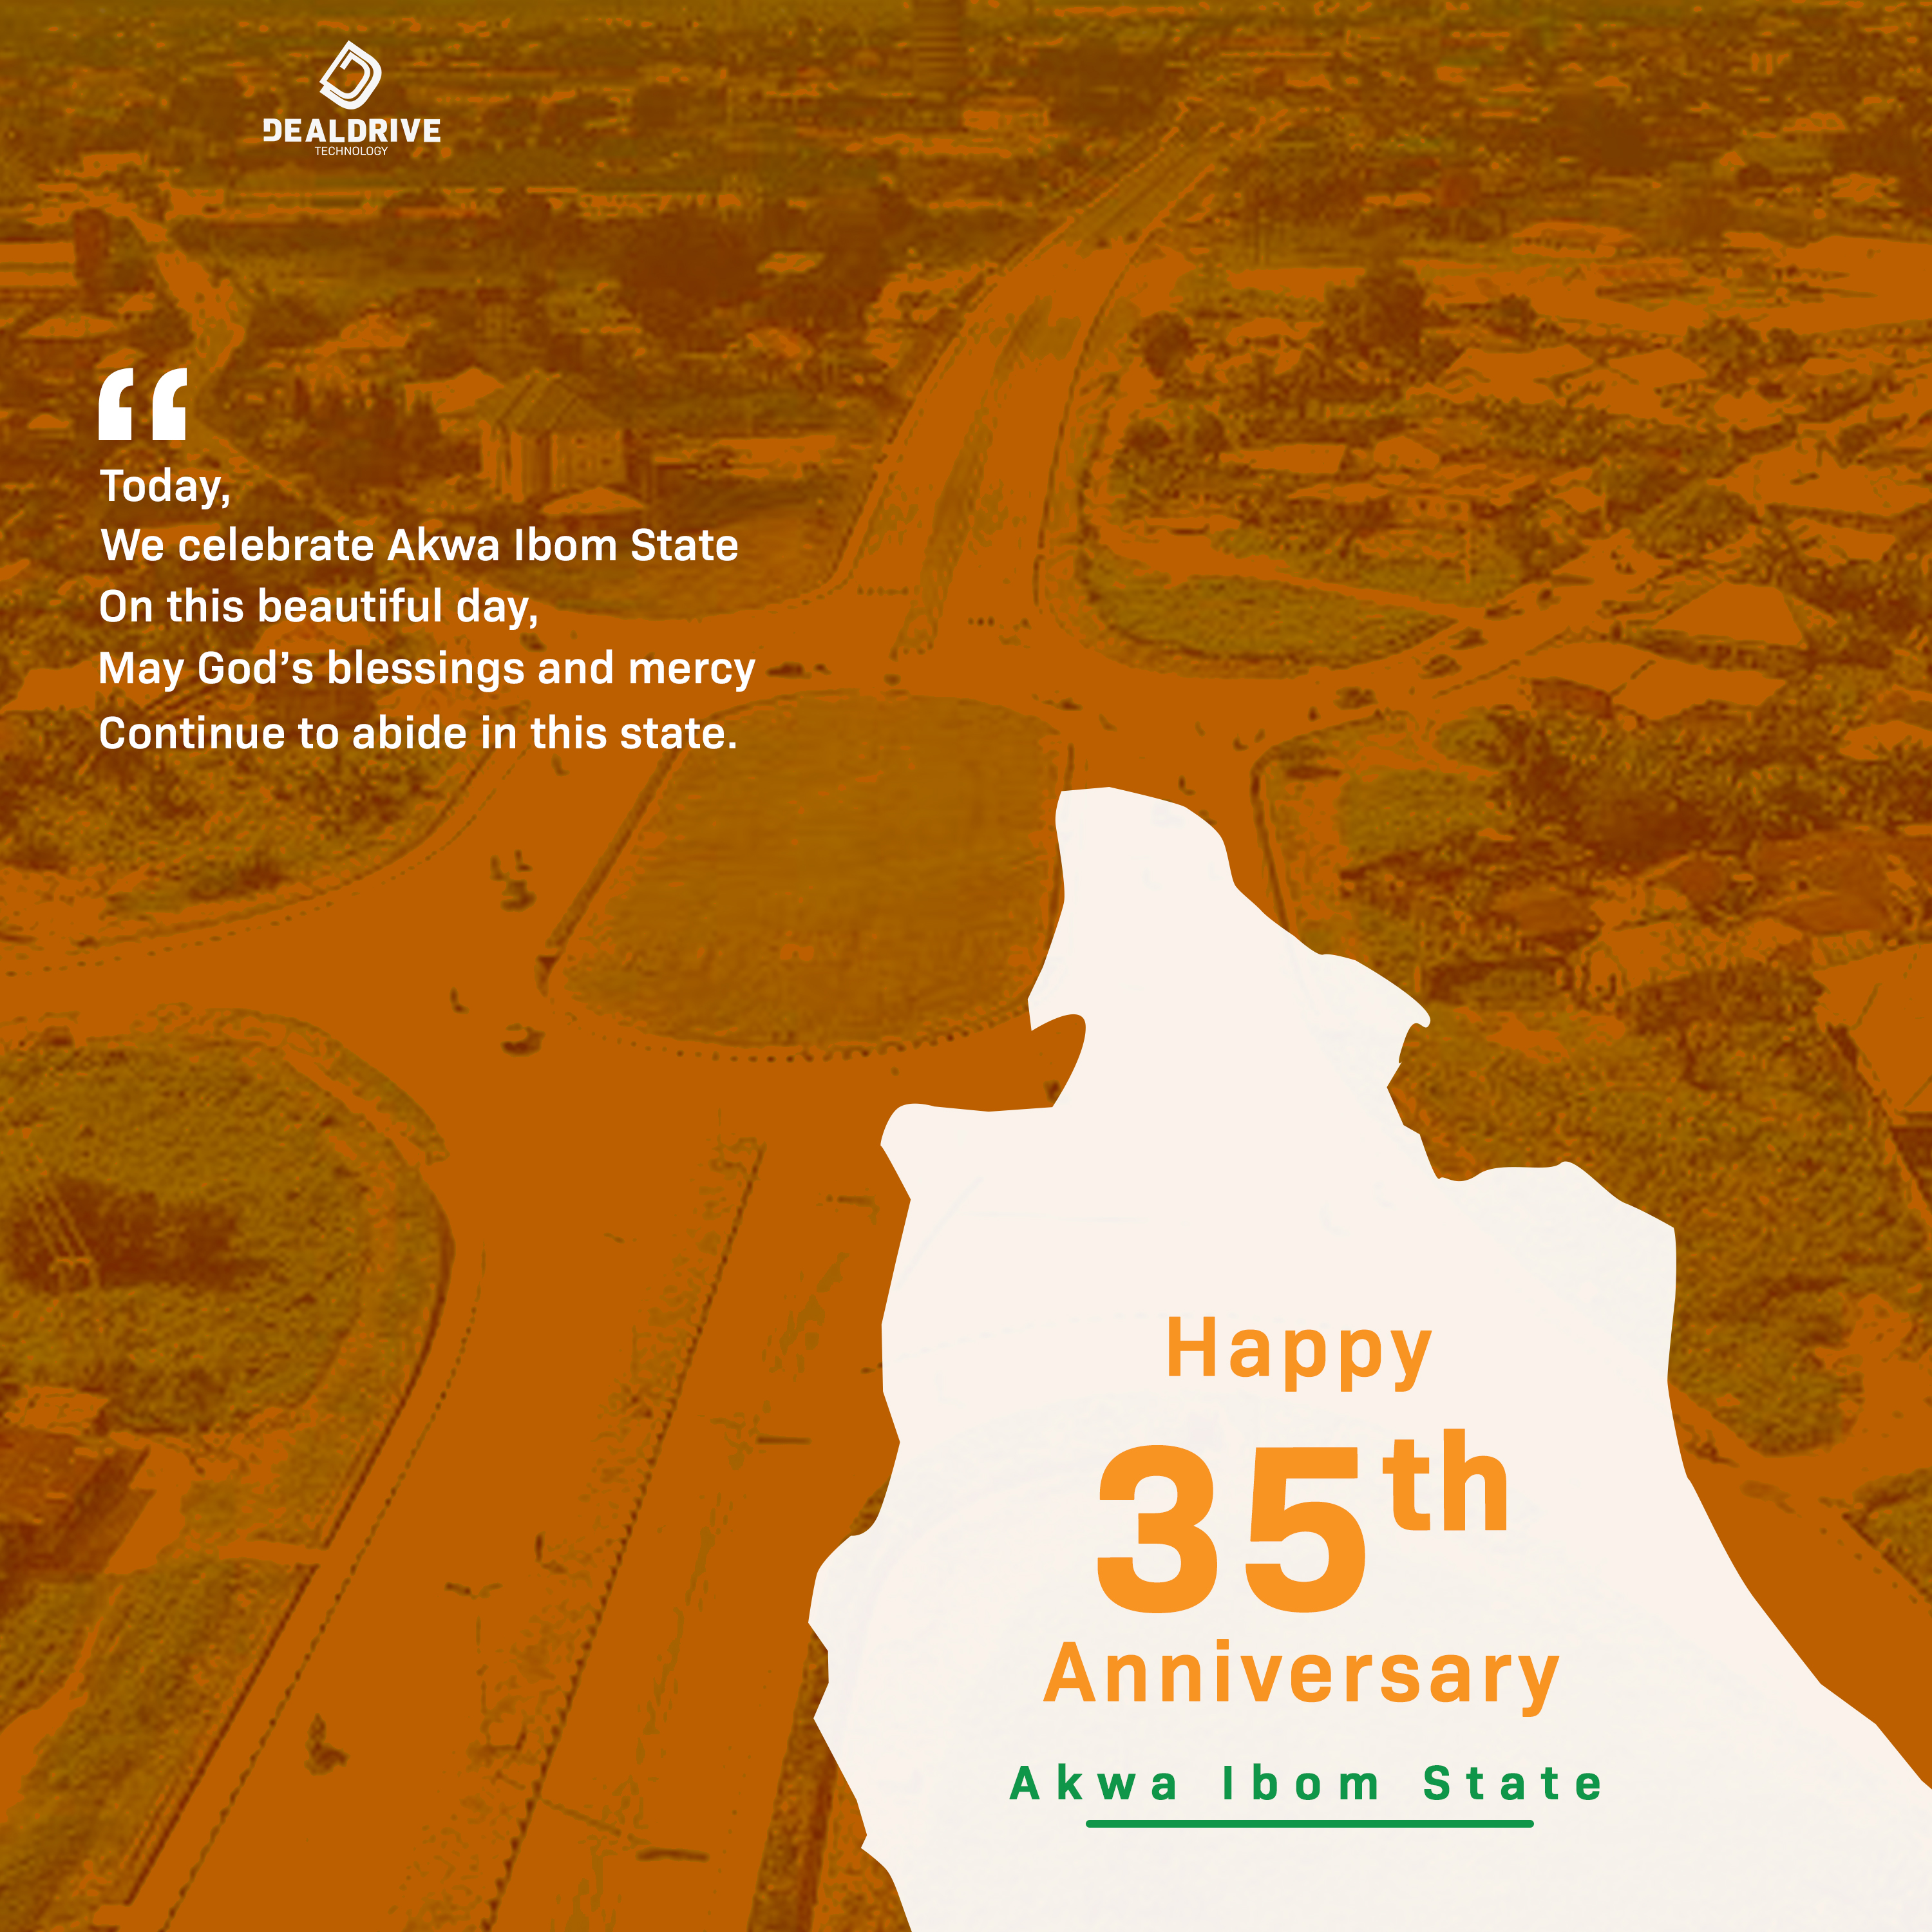 DEALDRIVE
TECHNOLOGY
“
Today,
We celebrate Akwa Ibom State
On this beautiful day,
May God’s blessings and mercy
Continue to abide in this state.
Happy
35th
Anniversary
Akwa Ibom State